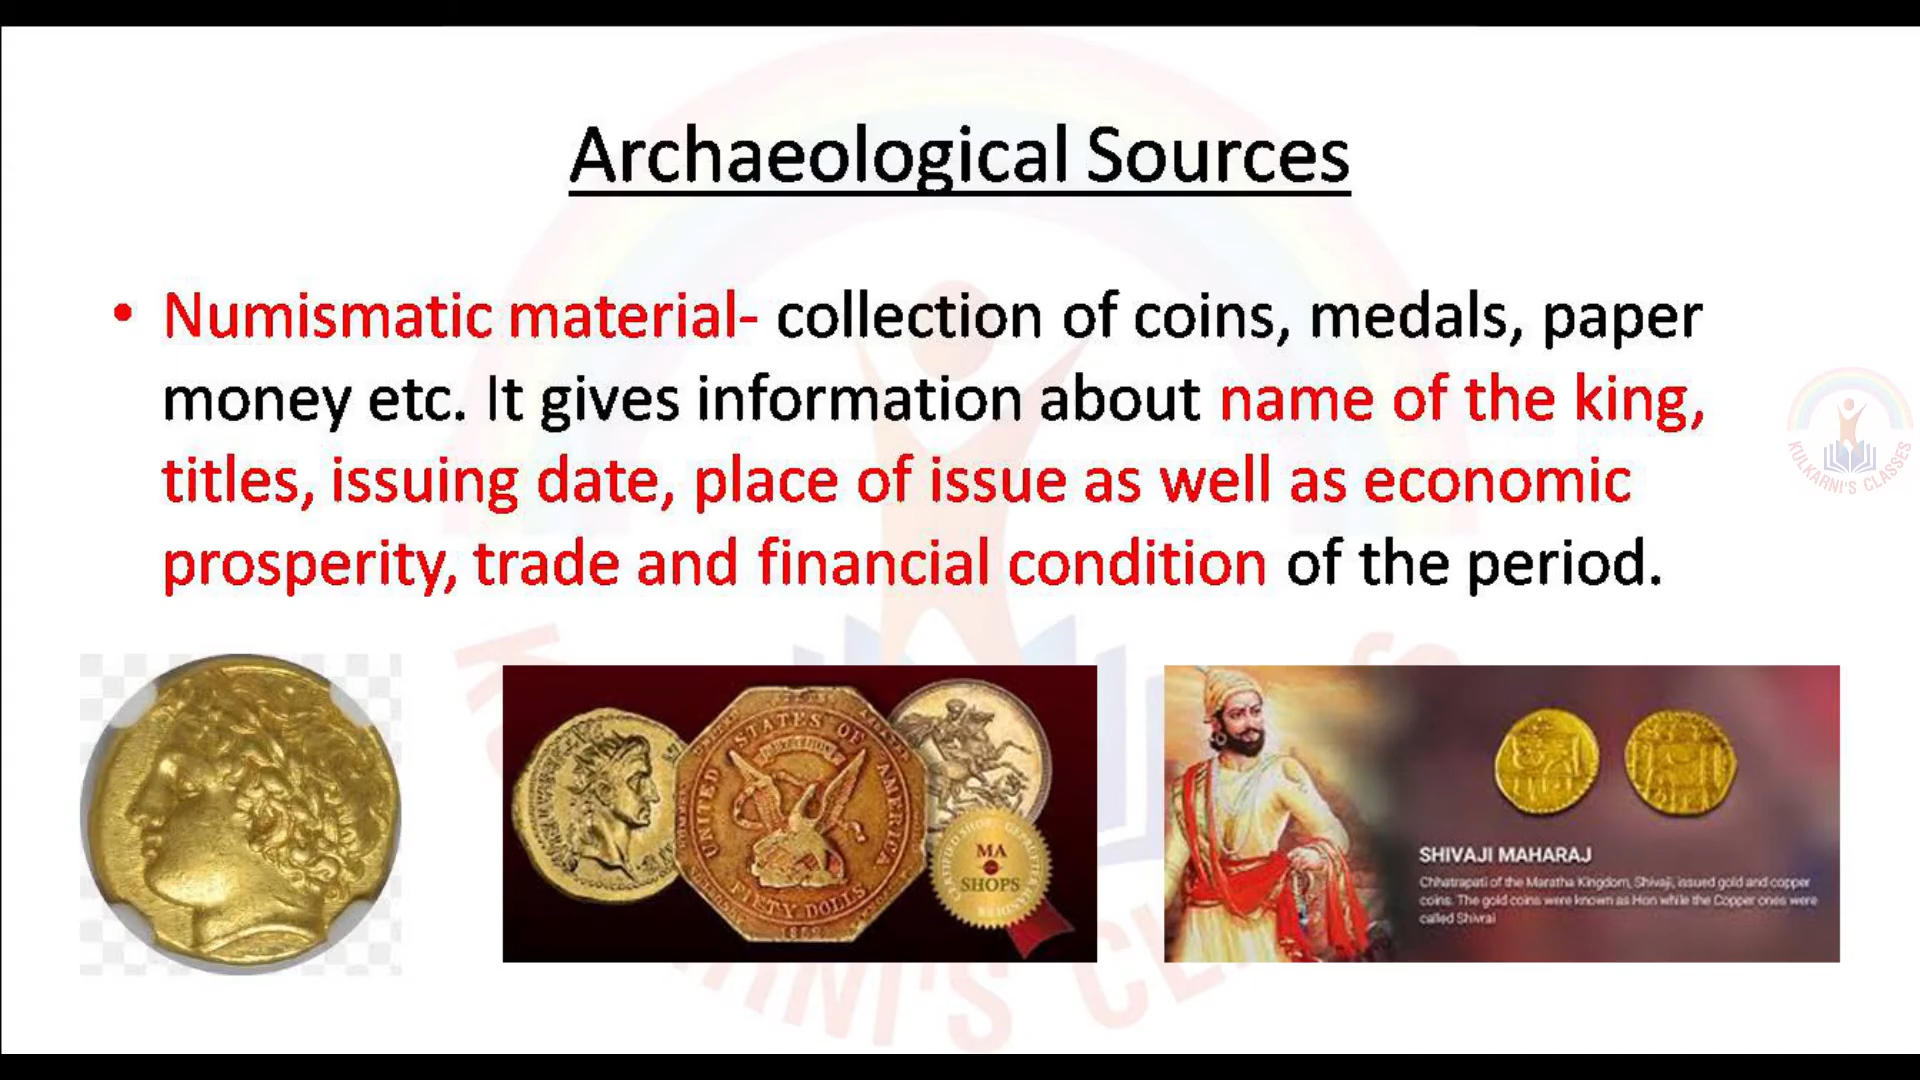 Archaeological Sources
• Numismatic material- collection of coins, medals, paper
money etc. It gives information about name of the king,
titles, issuing date, place of issue as well as economic
prosperity, trade and financial condition of the period.
KULKARNI'S CLASSES
UNITED STATES OF AMERICA
FIFTY DOLLS.
MA
SHOPS
SHIVAJI MAHARAJ
Chhatrapati of the Maratha Kingdom, Shivaji, issued gold and copper
coins. The gold coins were known as Hon while the Copper ones were
called Shivrai